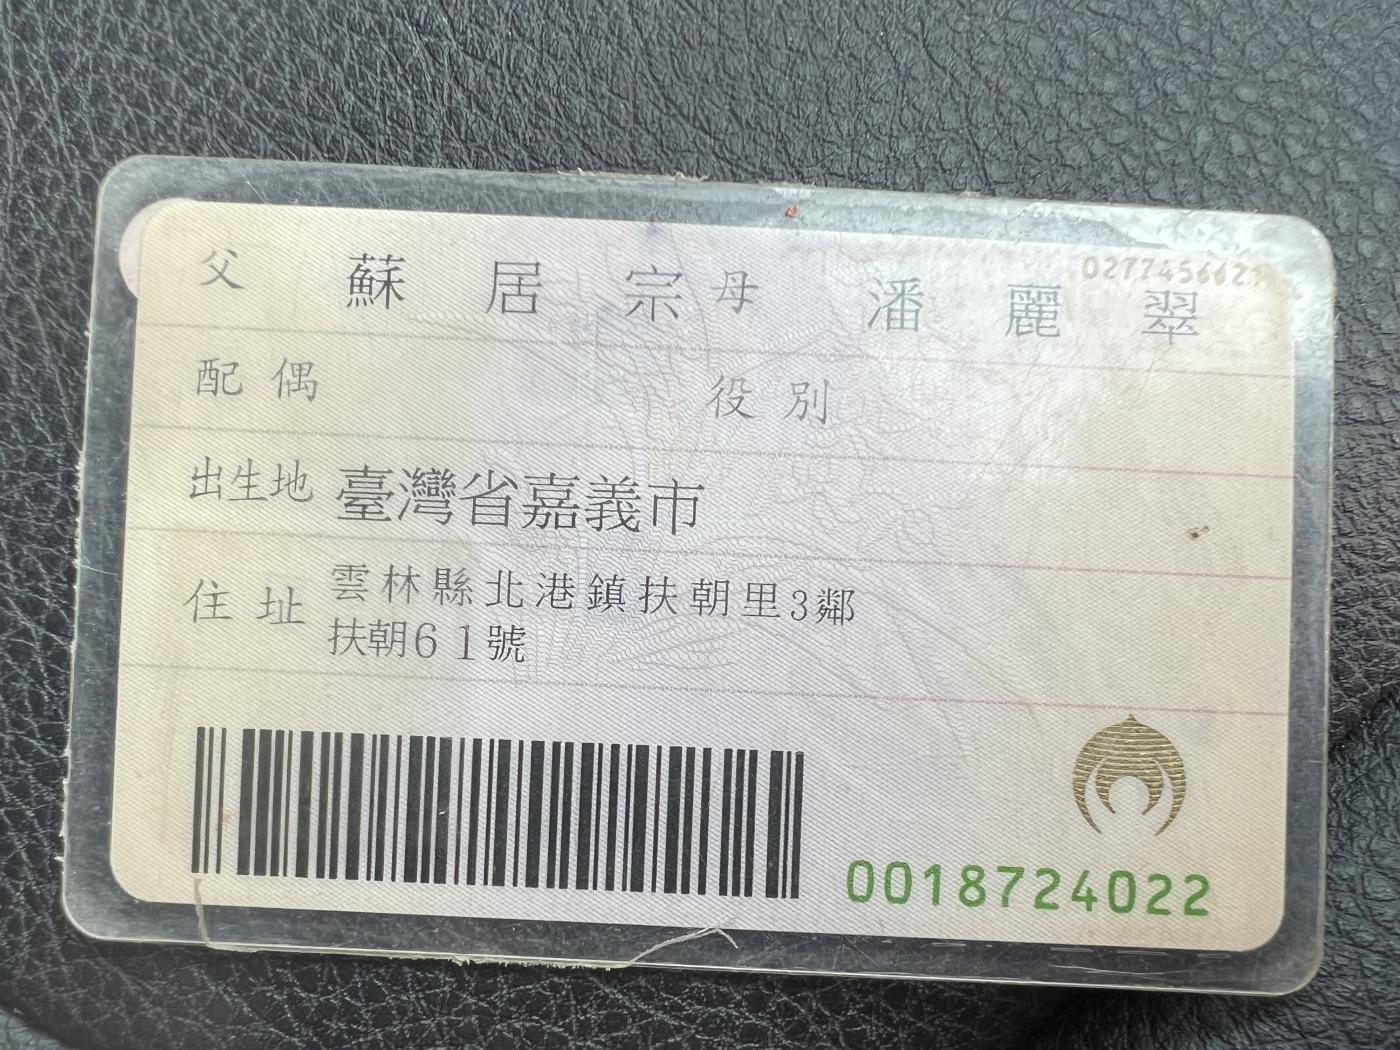 父 蘇居宗 母 潘麗翠
配偶 役別
出生地 臺灣省嘉義市
住址 雲林縣北港鎮扶朝里3鄰
扶朝61號
0018724022